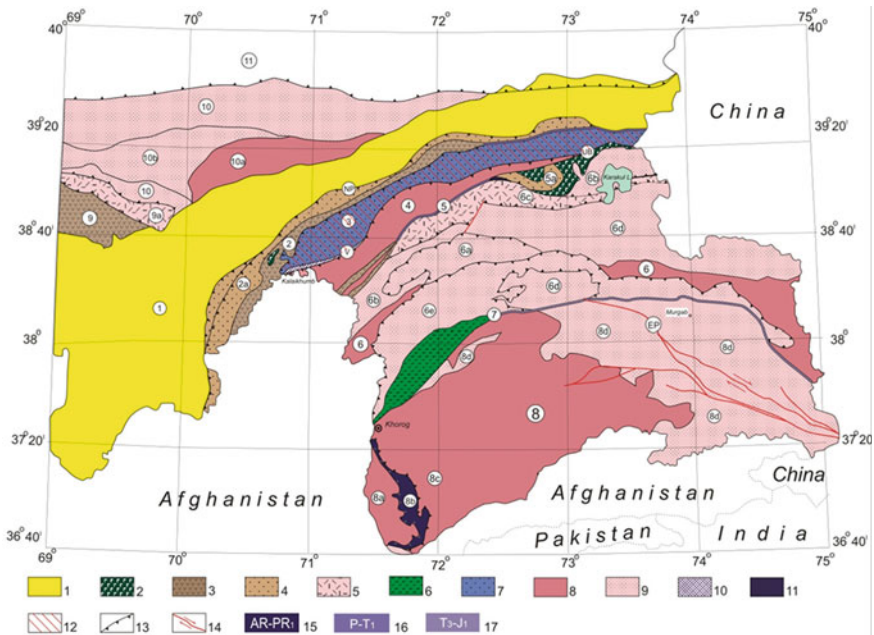 69° 70° 71° 72° 73° 74° 75°
40° 40°
11
China
10
39°20' 39°20'
10b 10a UB
NP 5a 6b Karakul L.
10 3 4 5 6c
9 9a
38°40' 2 V 6d 38°40'
Kalaikhumb 6a
2a 6
1 6b 6e 6d
7 Murgab
38° 6 8d EP 38°
8d 8d
8 8d
37°20' Khorog 37°20'
China
Afghanistan 8a 8b 8c Afghanistan
Pakistan India
36°40' 36°40'
69° 70° 71° 72° 73° 74° 75°
1 2 3 4 5 6 7 8 9 10 11
12 13 14 AR-PR₁ 15 P-T₁ 16 T₃-J₁ 17